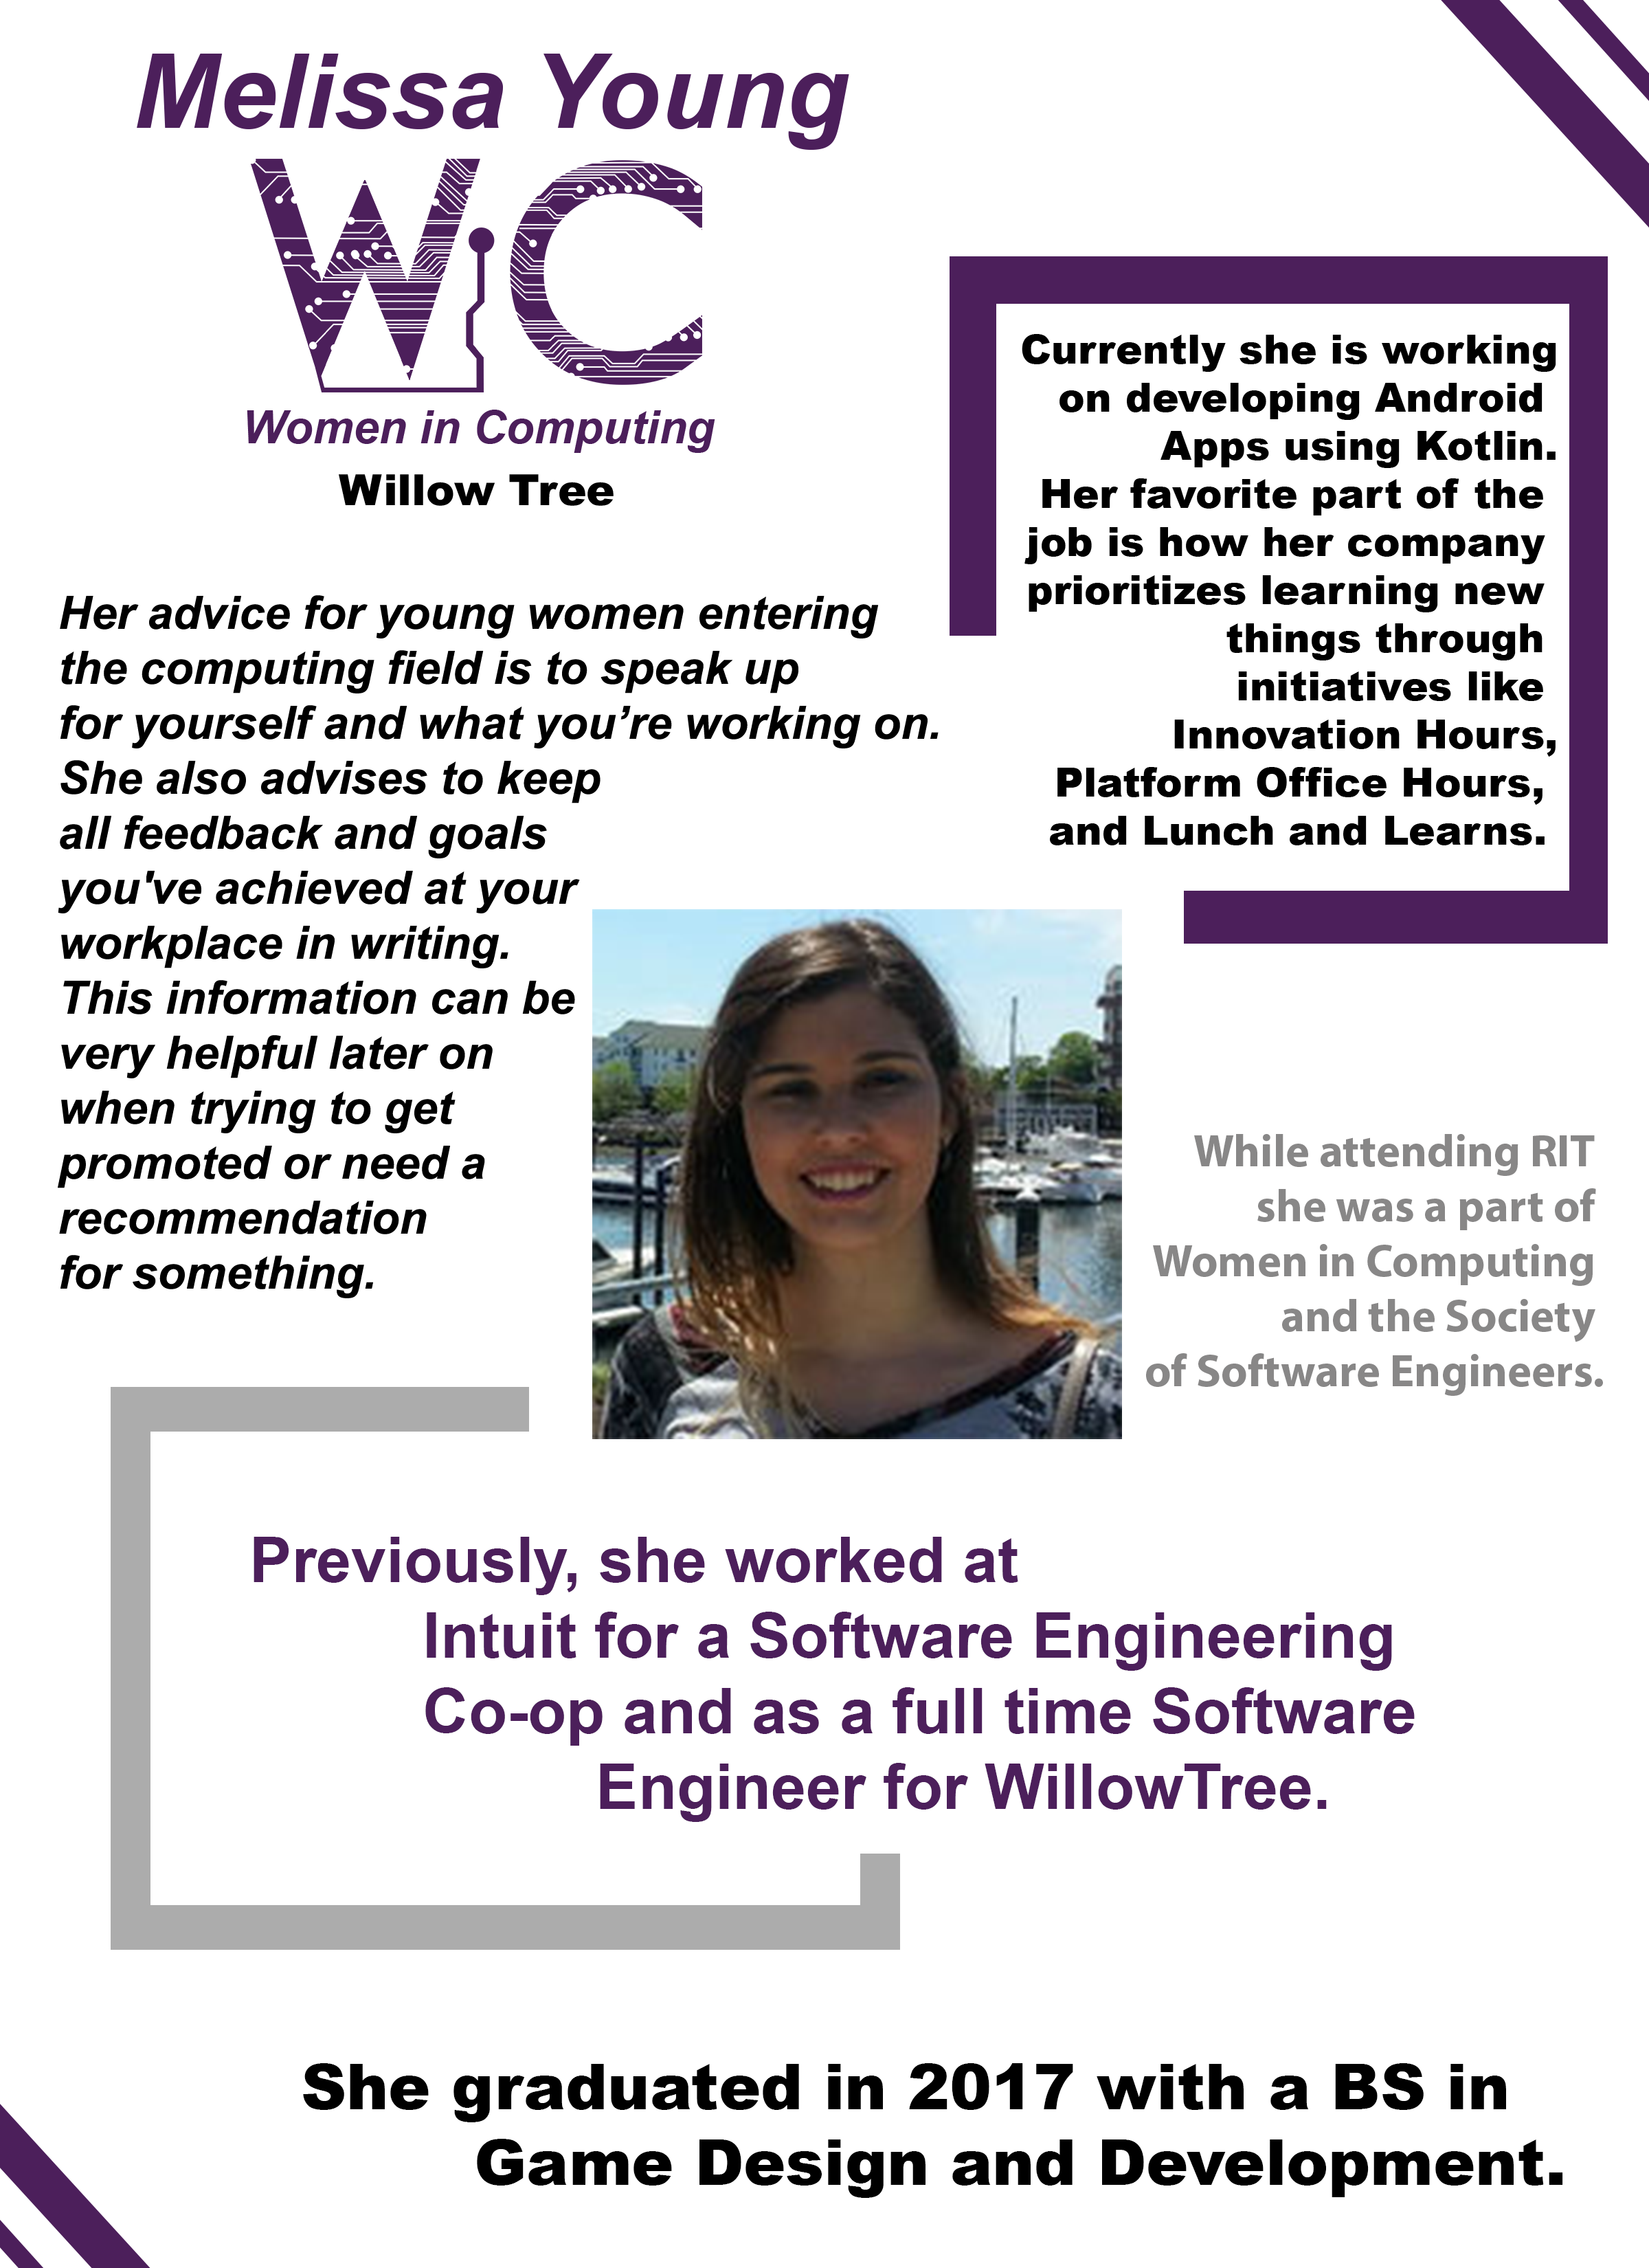 Melissa Young
WiC
Women in Computing
Willow Tree
Currently she is working
on developing Android
Apps using Kotlin.
Her favorite part of the
job is how her company
prioritizes learning new
things through
initiatives like
Innovation Hours,
Platform Office Hours,
and Lunch and Learns.
Her advice for young women entering
the computing field is to speak up
for yourself and what you’re working on.
She also advises to keep
all feedback and goals
you've achieved at your
workplace in writing.
This information can be
very helpful later on
when trying to get
promoted or need a
recommendation
for something.
While attending RIT
she was a part of
Women in Computing
and the Society
of Software Engineers.
Previously, she worked at
Intuit for a Software Engineering
Co-op and as a full time Software
Engineer for WillowTree.
She graduated in 2017 with a BS in
Game Design and Development.